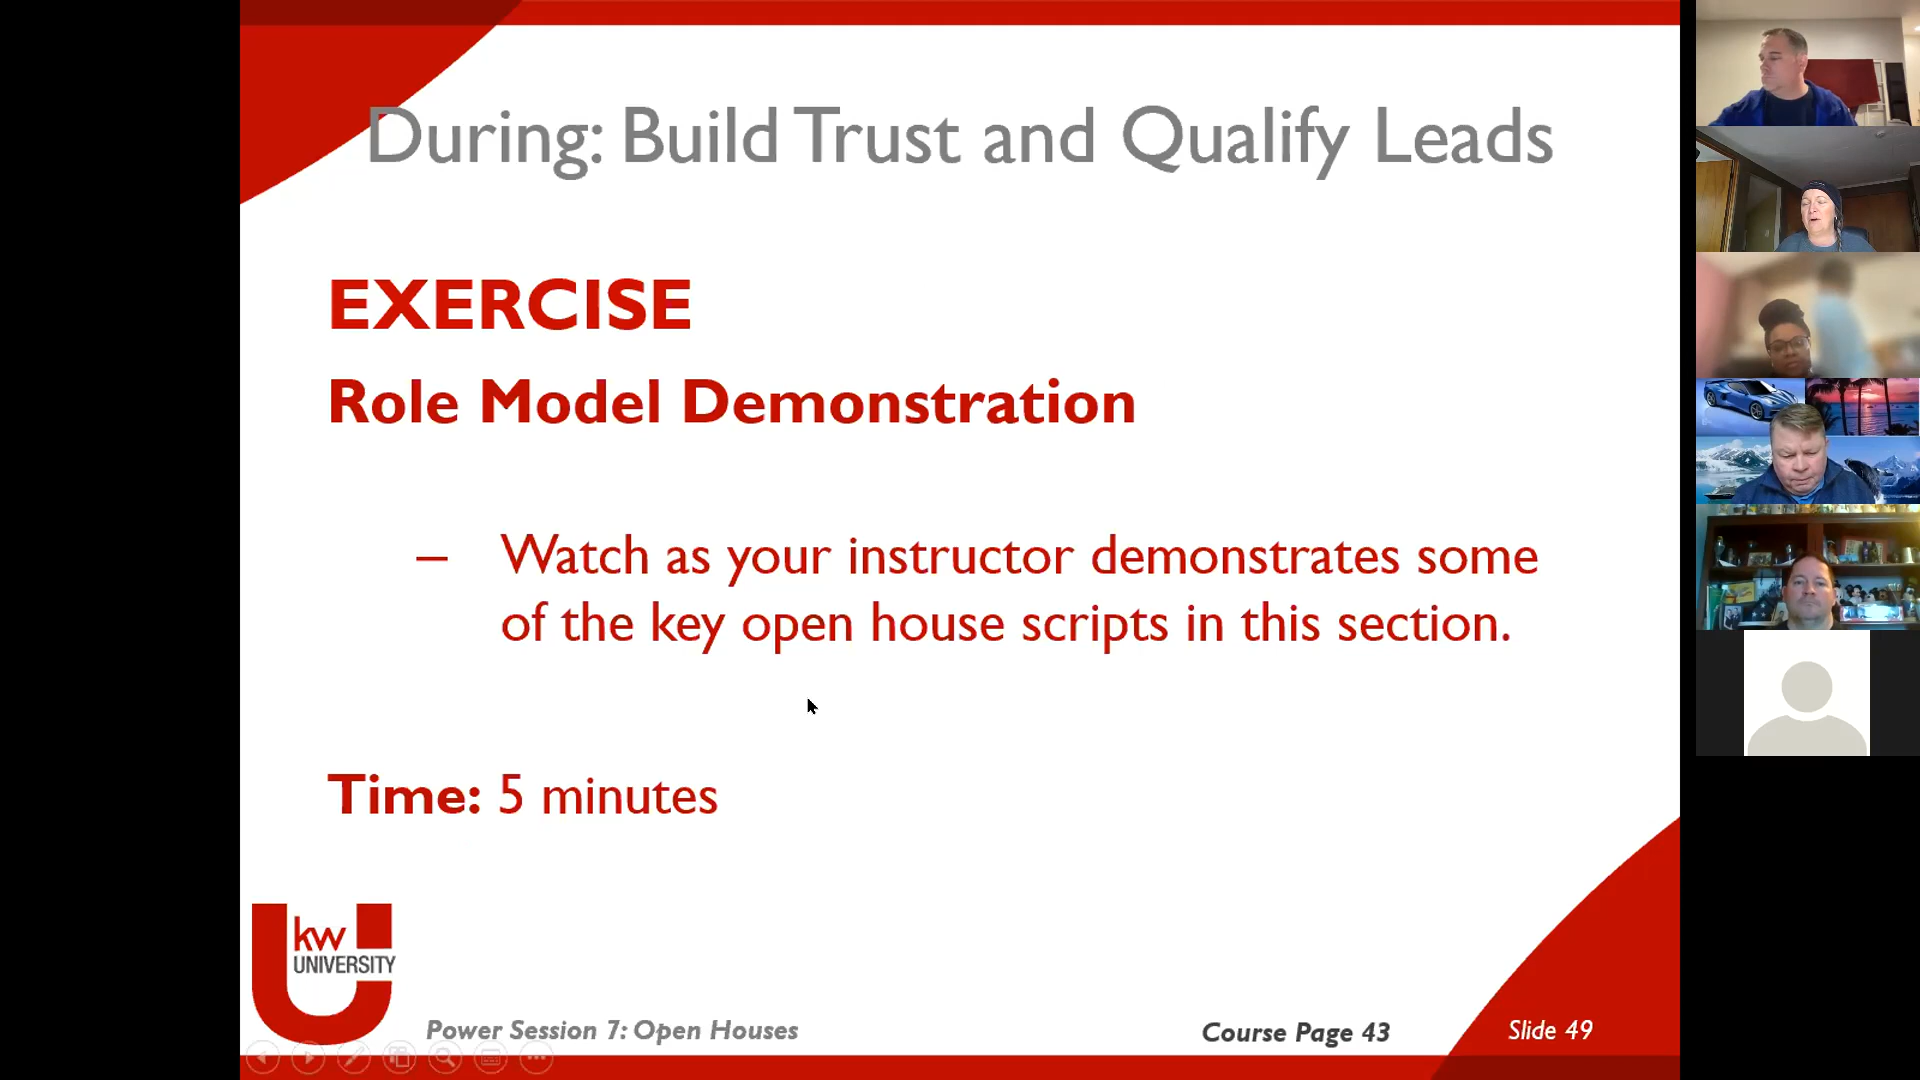 During: Build Trust and Qualify Leads
EXERCISE
Role Model Demonstration
– Watch as your instructor demonstrates some
of the key open house scripts in this section.
Time: 5 minutes
kw
UNIVERSITY
Power Session 7: Open Houses
Course Page 43
Slide 49